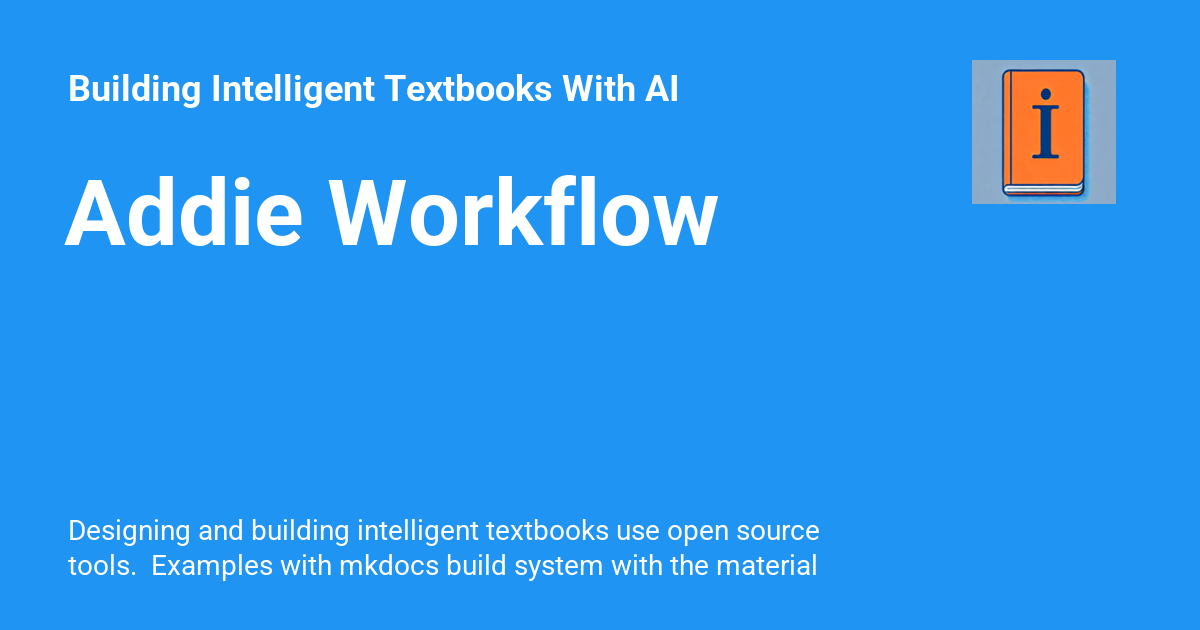 Building Intelligent Textbooks With AI
i
Addie Workflow
Designing and building intelligent textbooks use open source
tools.  Examples with mkdocs build system with the material